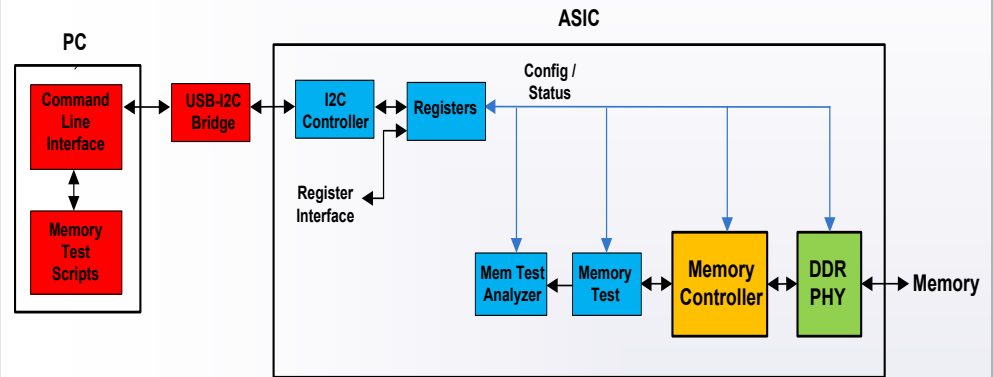 ASIC
PC
Command
Line
Interface
USB-I2C
Bridge
I2C
Controller
Registers
Config /
Status
Register
Interface
Memory
Test
Scripts
Mem Test
Analyzer
Memory
Test
Memory
Controller
DDR
PHY
Memory